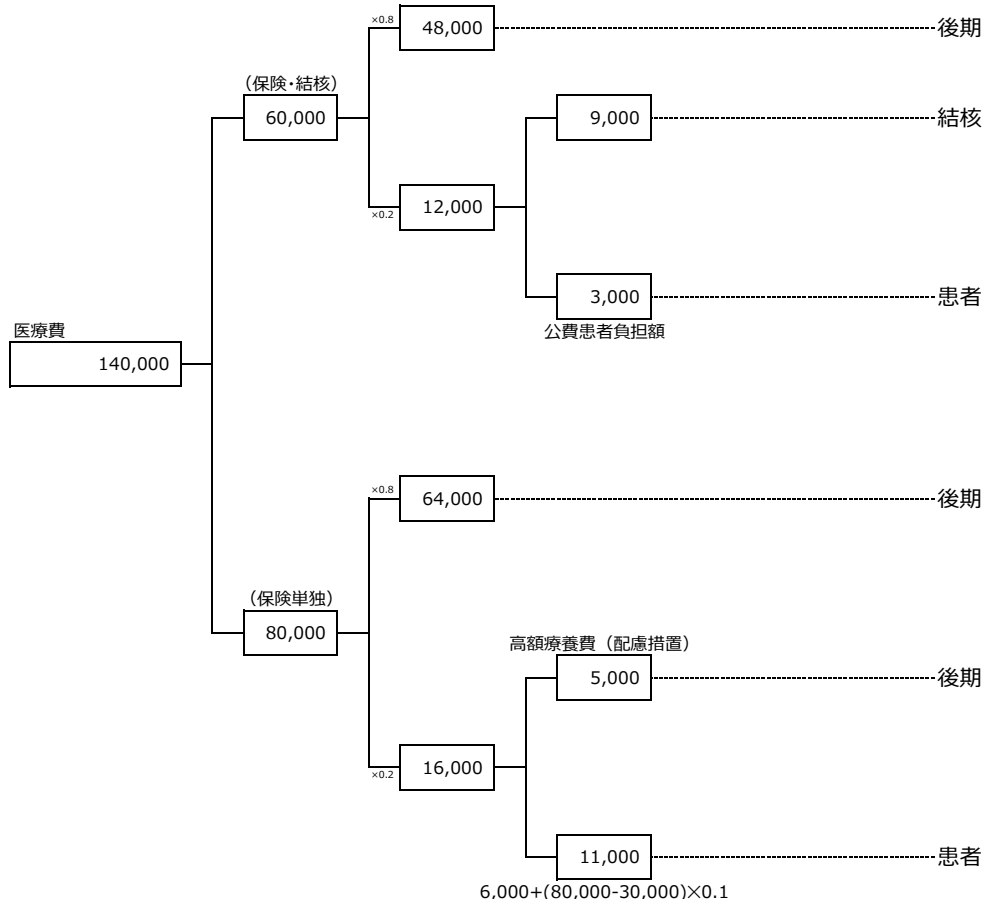 ×0.8
48,000
後期
（保険・結核）
60,000
9,000
結核
×0.2
12,000
3,000
患者
公費患者負担額
医療費
140,000
×0.8
64,000
後期
（保険単独）
80,000
高額療養費（配慮措置）
5,000
後期
×0.2
16,000
11,000
患者
6,000+(80,000-30,000)×0.1